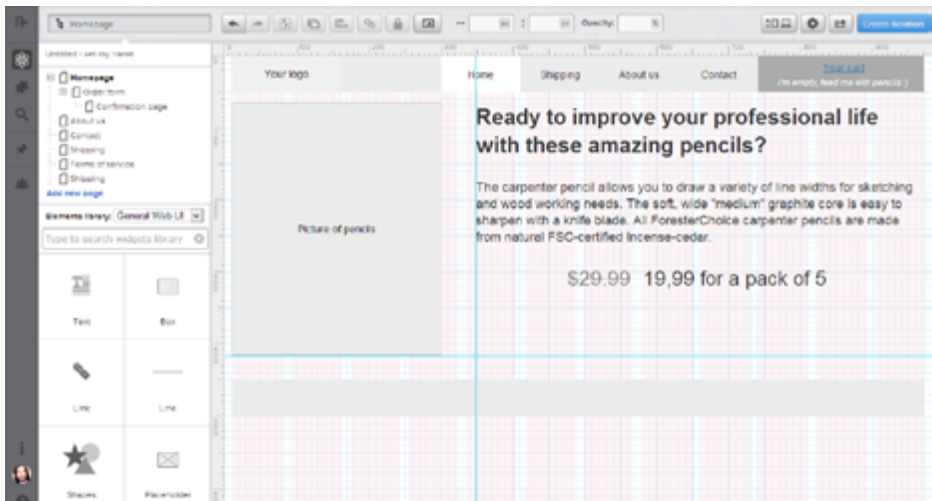 Homepage
Opacity:
Create iteration
Untitled - set my name
Homepage
Order form
Confirmation page
About us
Contact
Shipping
Terms of service
Shipping
Add new page
Elements library: General Web UI
Type to search widgets library
Text
Box
Link
Line
Shapes
Placeholder
Your logo
Home
Shipping
About us
Contact
Your cart
I'm empty, feed me with pencils :)
Ready to improve your professional life
with these amazing pencils?
The carpenter pencil allows you to draw a variety of line widths for sketching
and wood working needs. The soft, wide "medium" graphite core is easy to
sharpen with a knife blade. All ForesterChoice carpenter pencils are made
from natural FSC-certified Incense-cedar.
Picture of pencils
$29.99 19,99 for a pack of 5